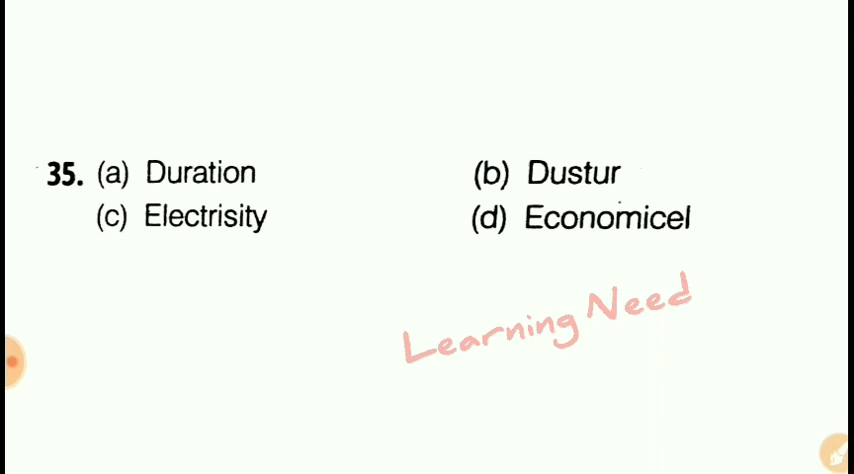 35. (a) Duration (b) Dustur
(c) Electrisity (d) Economicel
Learning Need